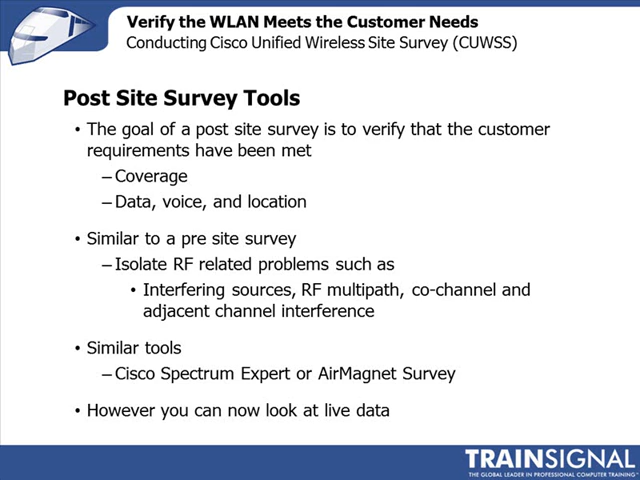 Verify the WLAN Meets the Customer Needs
Conducting Cisco Unified Wireless Site Survey (CUWSS)
Post Site Survey Tools
• The goal of a post site survey is to verify that the customer
requirements have been met
– Coverage
– Data, voice, and location
• Similar to a pre site survey
– Isolate RF related problems such as
• Interfering sources, RF multipath, co-channel and
adjacent channel interference
• Similar tools
– Cisco Spectrum Expert or AirMagnet Survey
• However you can now look at live data
TRAINSIGNAL
THE GLOBAL LEADER IN PROFESSIONAL COMPUTER TRAINING